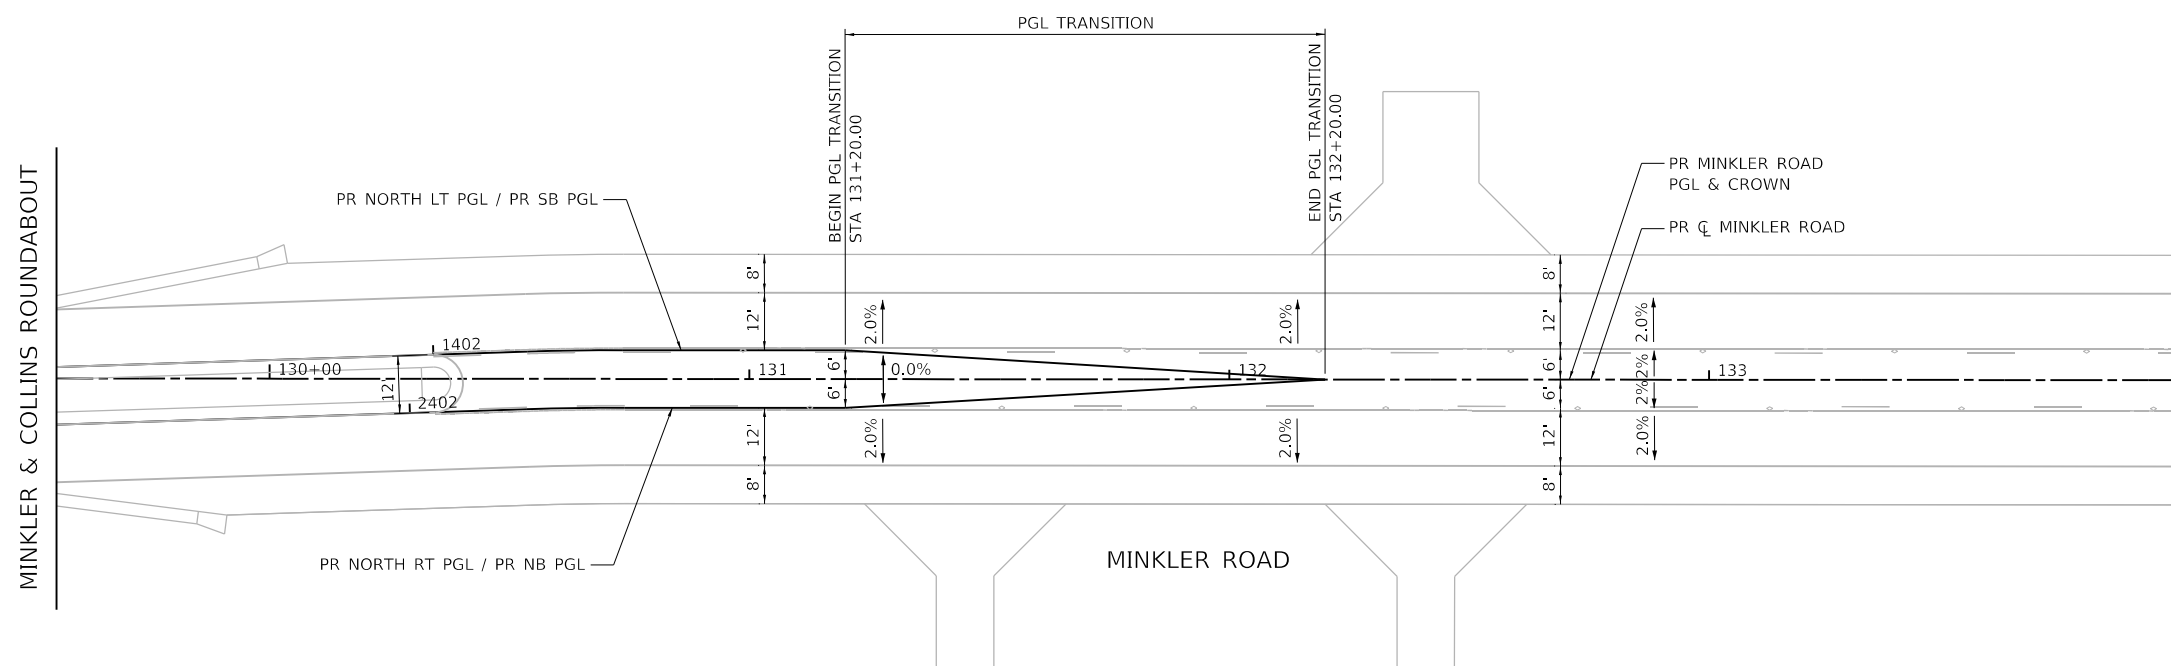 PGL TRANSITION
BEGIN PGL TRANSITION
STA 131+20.00
END PGL TRANSITION
STA 132+20.00
PR MINKLER ROAD
PGL & CROWN
PR ℄ MINKLER ROAD
PR NORTH LT PGL / PR SB PGL
MINKLER & COLLINS ROUNDABOUT
8'
8'
12'
2.0%
2.0%
12'
2.0%
1402
130+00
6'
131
0.0%
132
6'
2%
133
12'
2402
6'
6'
2%
12'
2.0%
2.0%
12'
2.0%
8'
8'
PR NORTH RT PGL / PR NB PGL
MINKLER ROAD